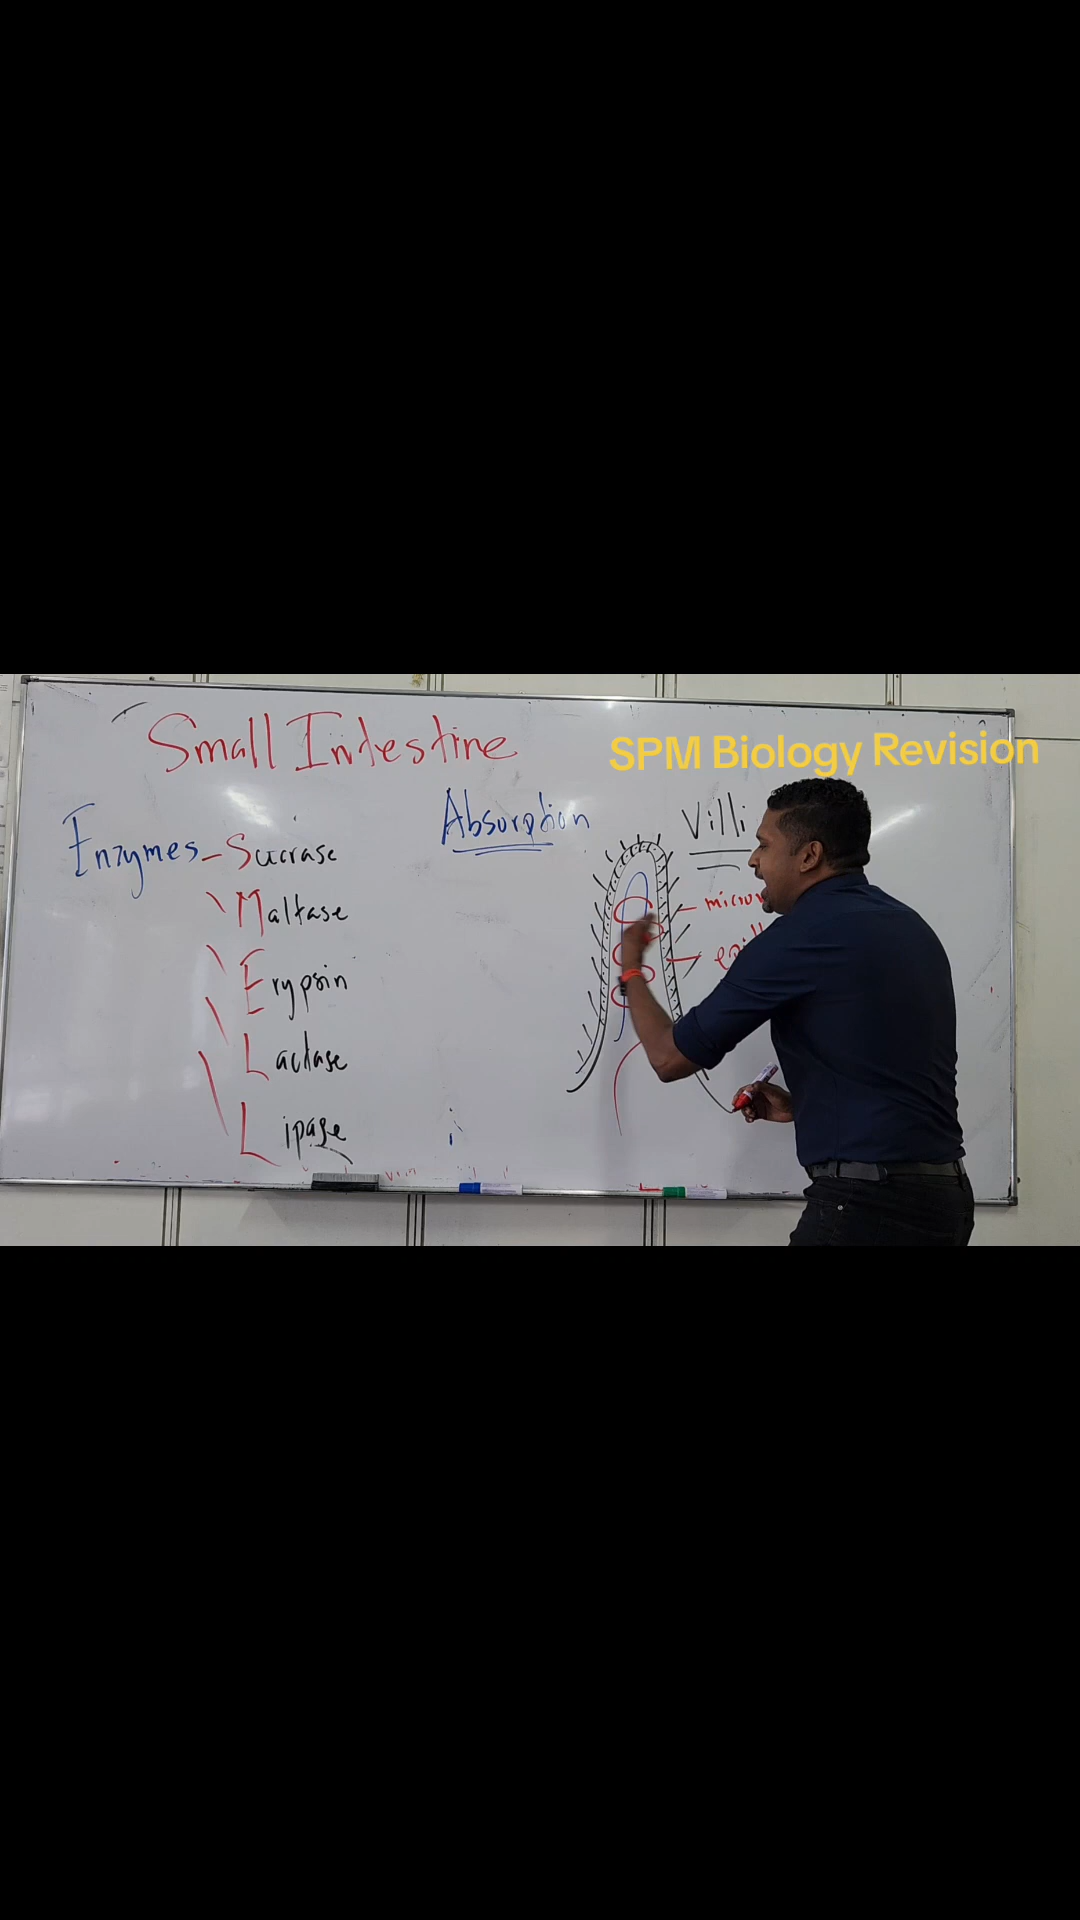 Small Intestine
SPM Biology Revision
Enzymes - Sucrase
Maltase
Erypsin
Lactase
Lipase
Absorption
Villi